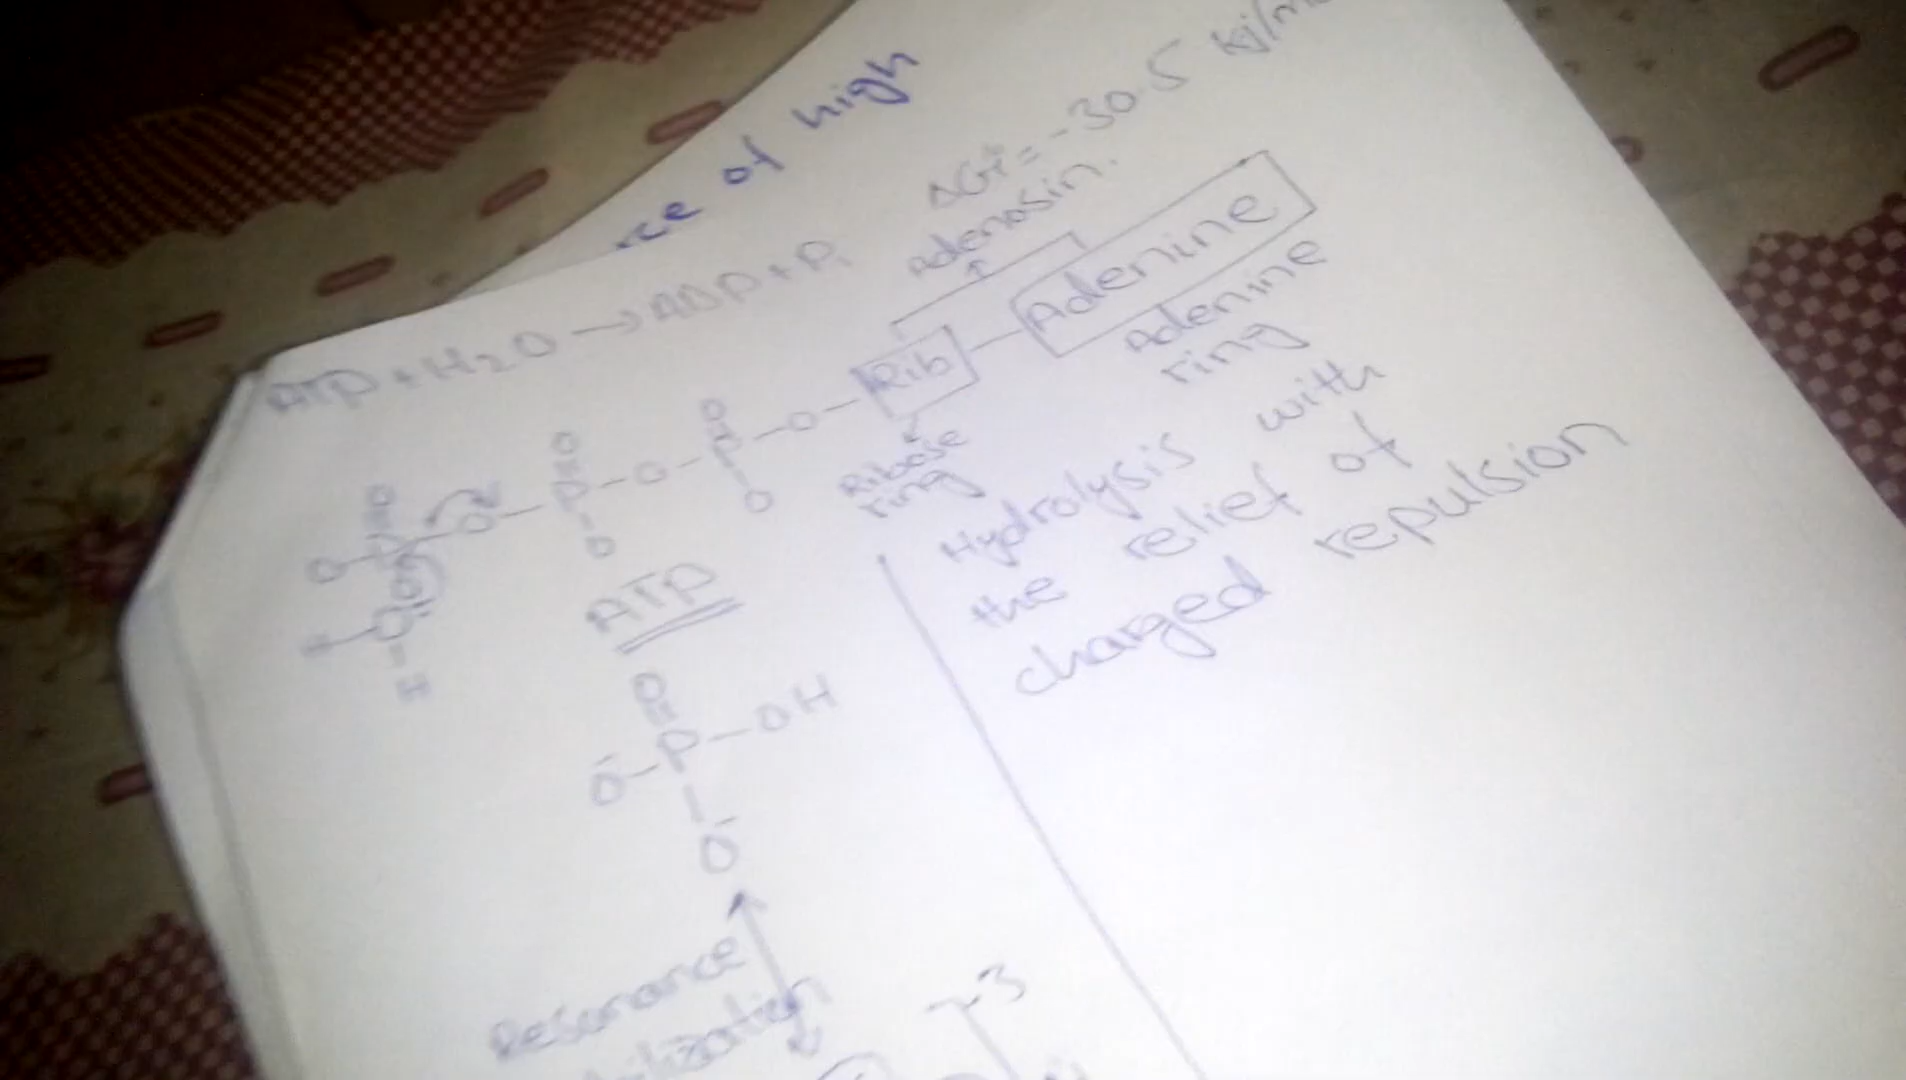 of high
ATP + H2O → ADP + Pi
ΔG° = -30.5 kJ/m
Adenosin.
Rib
Adenine
Ribose
ring
Adenine
ring
O
O
O
O
P
O
P
O
O
O
O
H
ATP
Hydrolysis with
the relief of
charged repulsion
O
O-P-OH
O
Resonance
-3